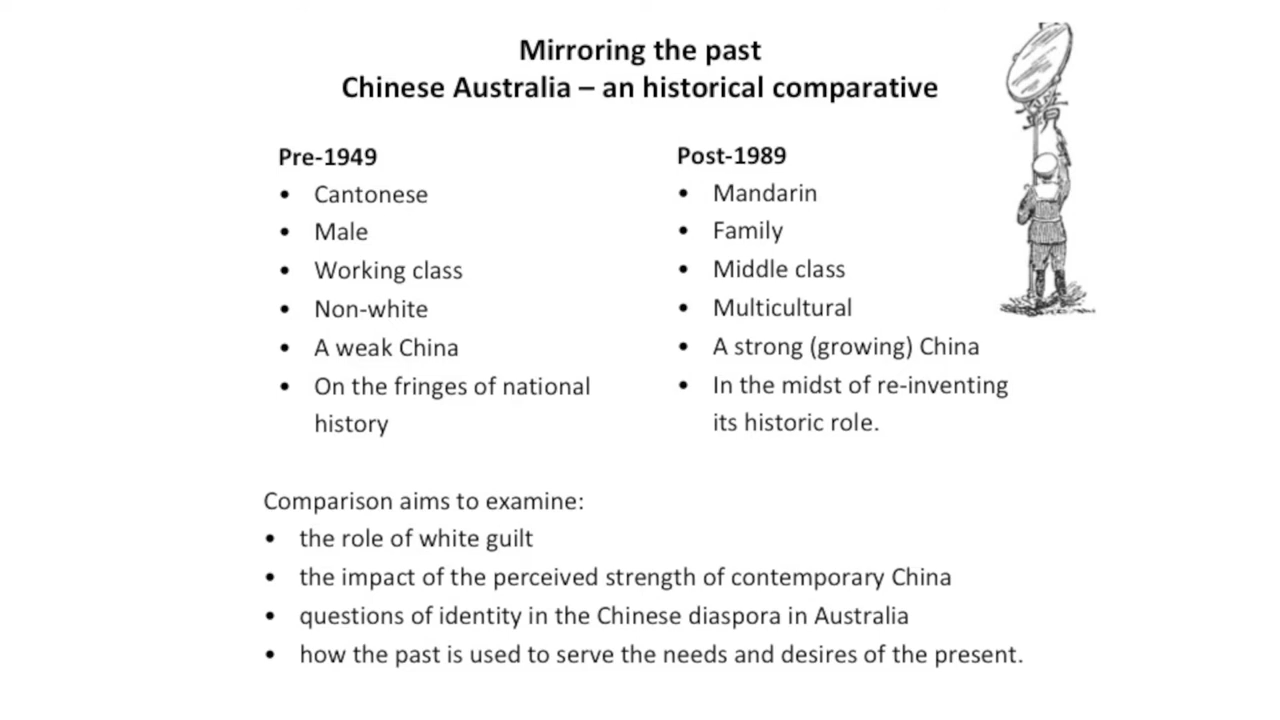 Mirroring the past
Chinese Australia – an historical comparative
Pre-1949
• Cantonese
• Male
• Working class
• Non-white
• A weak China
• On the fringes of national
history
Post-1989
• Mandarin
• Family
• Middle class
• Multicultural
• A strong (growing) China
• In the midst of re-inventing
its historic role.
Comparison aims to examine:
• the role of white guilt
• the impact of the perceived strength of contemporary China
• questions of identity in the Chinese diaspora in Australia
• how the past is used to serve the needs and desires of the present.